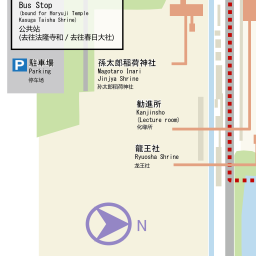 Bus Stop
(bound for Horyuji Temple
Kasuga Taisha Shrine)
公共站
(去往法隆寺和 / 去往春日大社)
P 駐車場
Parking
停车场
孫太郎稲荷神社
Magotaro Inari
Jinjya Shrine
孙太郎稻荷神社
勧進所
Kanjinsho
(Lecture room)
化缘所
龍王社
Ryuosha Shrine
龙王社
N